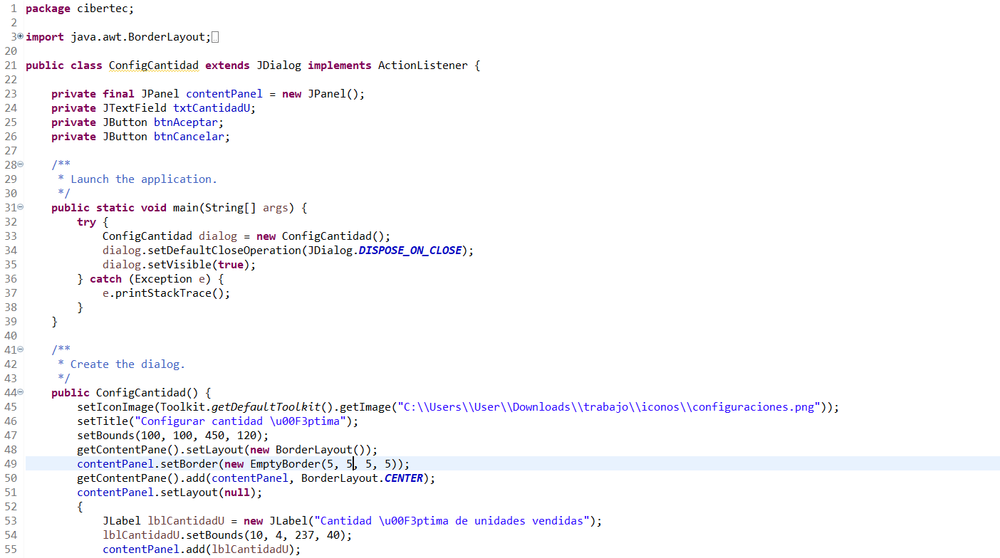 1 package cibertec;
2
3 import java.awt.BorderLayout;
20
21 public class ConfigCantidad extends JDialog implements ActionListener {
22
23     private final JPanel contentPanel = new JPanel();
24     private JTextField txtCantidadU;
25     private JButton btnAceptar;
26     private JButton btnCancelar;
27
28     /**
29      * Launch the application.
30      */
31     public static void main(String[] args) {
32         try {
33             ConfigCantidad dialog = new ConfigCantidad();
34             dialog.setDefaultCloseOperation(JDialog.DISPOSE_ON_CLOSE);
35             dialog.setVisible(true);
36         } catch (Exception e) {
37             e.printStackTrace();
38         }
39     }
40
41     /**
42      * Create the dialog.
43      */
44     public ConfigCantidad() {
45         setIconImage(Toolkit.getDefaultToolkit().getImage("C:\\Users\\User\\Downloads\\trabajo\\iconos\\configuraciones.png"));
46         setTitle("Configurar cantidad \u00F3ptima");
47         setBounds(100, 100, 450, 120);
48         getContentPane().setLayout(new BorderLayout());
49         contentPanel.setBorder(new EmptyBorder(5, 5, 5, 5));
50         getContentPane().add(contentPanel, BorderLayout.CENTER);
51         contentPanel.setLayout(null);
52         {
53             JLabel lblCantidadU = new JLabel("Cantidad \u00F3ptima de unidades vendidas");
54             lblCantidadU.setBounds(10, 4, 237, 40);
55             contentPanel.add(lblCantidadU);